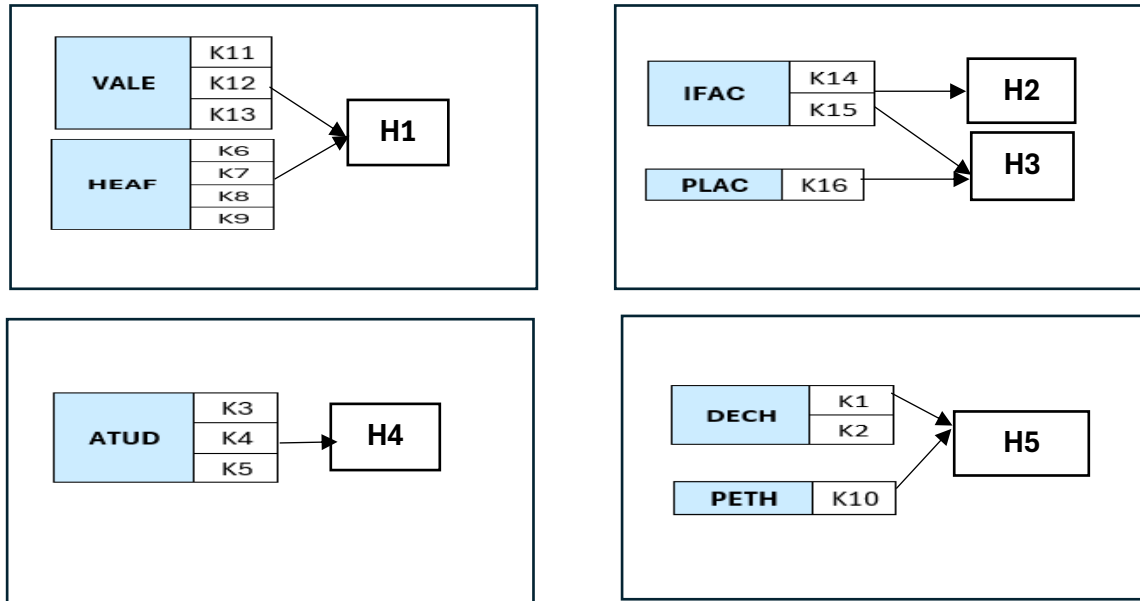 VALE
K11
K12
K13
HEAF
K6
K7
K8
K9
H1
IFAC
K14
K15
PLAC
K16
H2
H3
ATUD
K3
K4
K5
H4
DECH
K1
K2
PETH
K10
H5